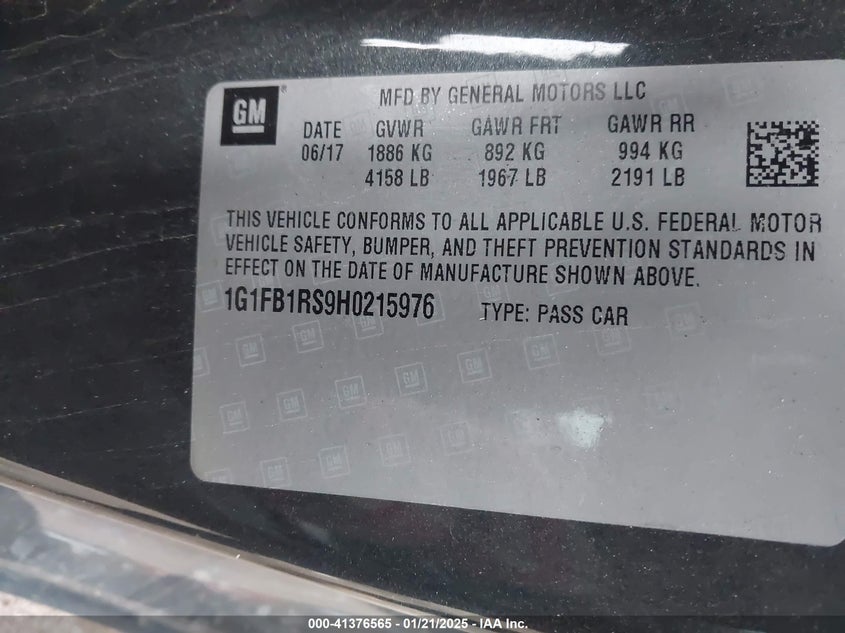 GM
MFD BY GENERAL MOTORS LLC
DATE GVWR GAWR FRT GAWR RR
06/17 1886 KG 892 KG 994 KG
4158 LB 1967 LB 2191 LB
THIS VEHICLE CONFORMS TO ALL APPLICABLE U.S. FEDERAL MOTOR
VEHICLE SAFETY, BUMPER, AND THEFT PREVENTION STANDARDS IN
EFFECT ON THE DATE OF MANUFACTURE SHOWN ABOVE.
1G1FB1RS9H0215976 TYPE: PASS CAR
000-41376565 - 01/21/2025 - IAA Inc.